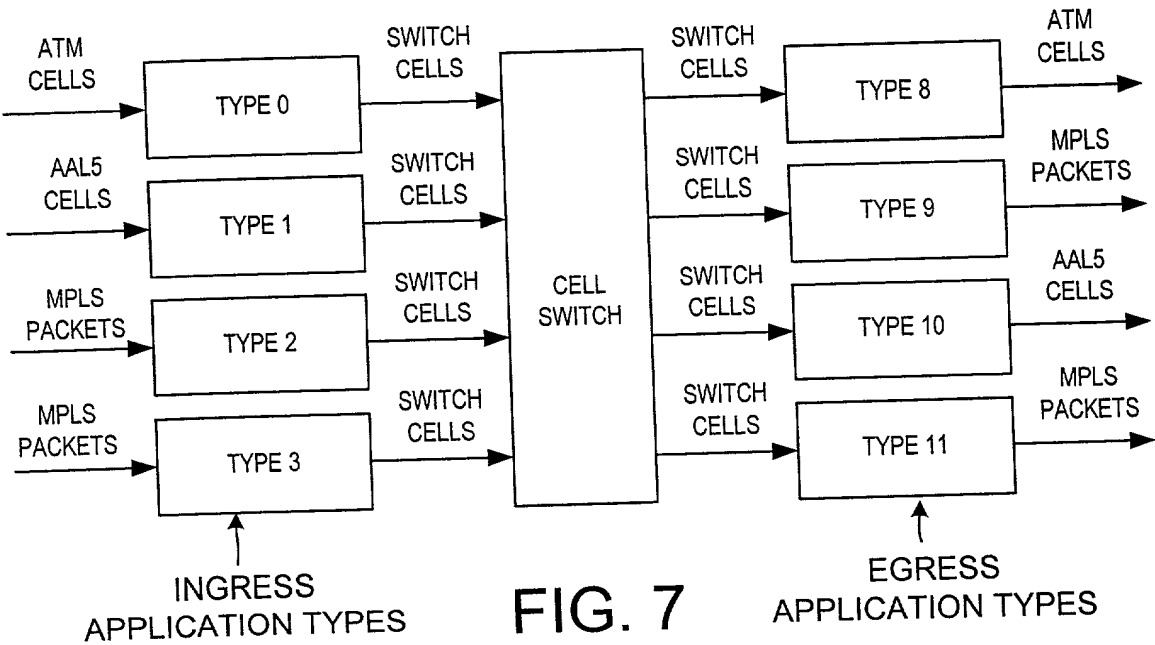 ATM
CELLS
TYPE 0
SWITCH
CELLS
SWITCH
CELLS
TYPE 8
ATM
CELLS
AAL5
CELLS
TYPE 1
SWITCH
CELLS
SWITCH
CELLS
TYPE 9
MPLS
PACKETS
MPLS
PACKETS
TYPE 2
SWITCH
CELLS
CELL
SWITCH
SWITCH
CELLS
TYPE 10
AAL5
CELLS
MPLS
PACKETS
TYPE 3
SWITCH
CELLS
SWITCH
CELLS
TYPE 11
MPLS
PACKETS
INGRESS
APPLICATION TYPES
FIG. 7
EGRESS
APPLICATION TYPES